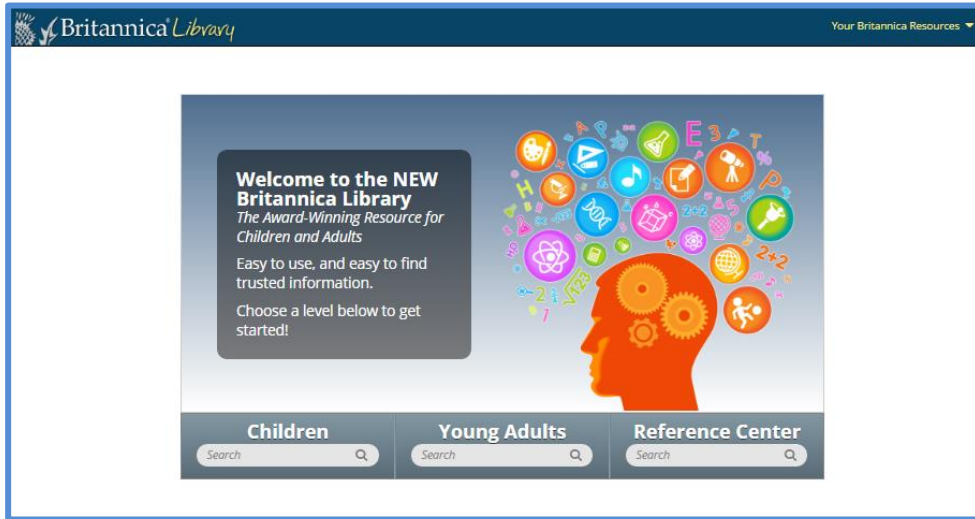 Britannica® Library
Your Britannica Resources
Welcome to the NEW
Britannica Library
The Award-Winning Resource for
Children and Adults
Easy to use, and easy to find
trusted information.
Choose a level below to get
started!
Children
Young Adults
Reference Center
Search
Search
Search